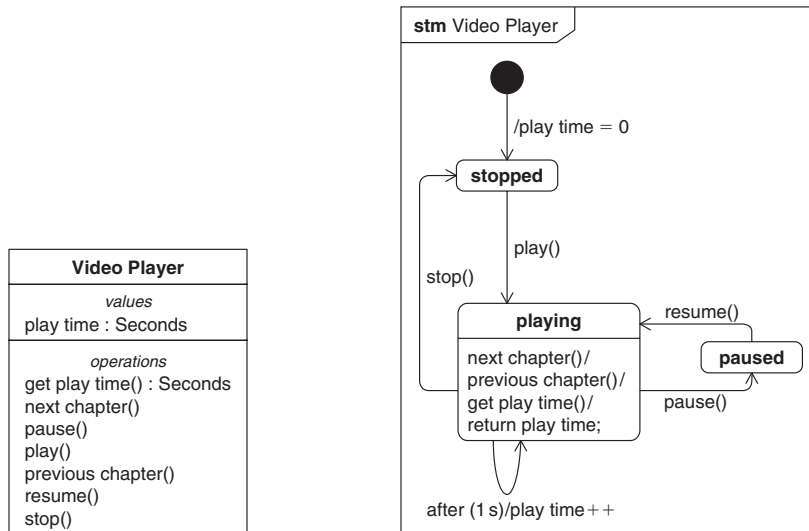 Video Player
values
play time : Seconds
operations
get play time() : Seconds
next chapter()
pause()
play()
previous chapter()
resume()
stop()
stm Video Player
/play time = 0
stopped
play()
stop()
playing
next chapter()/
previous chapter()/
get play time()/
return play time;
resume()
paused
pause()
after (1 s)/play time++